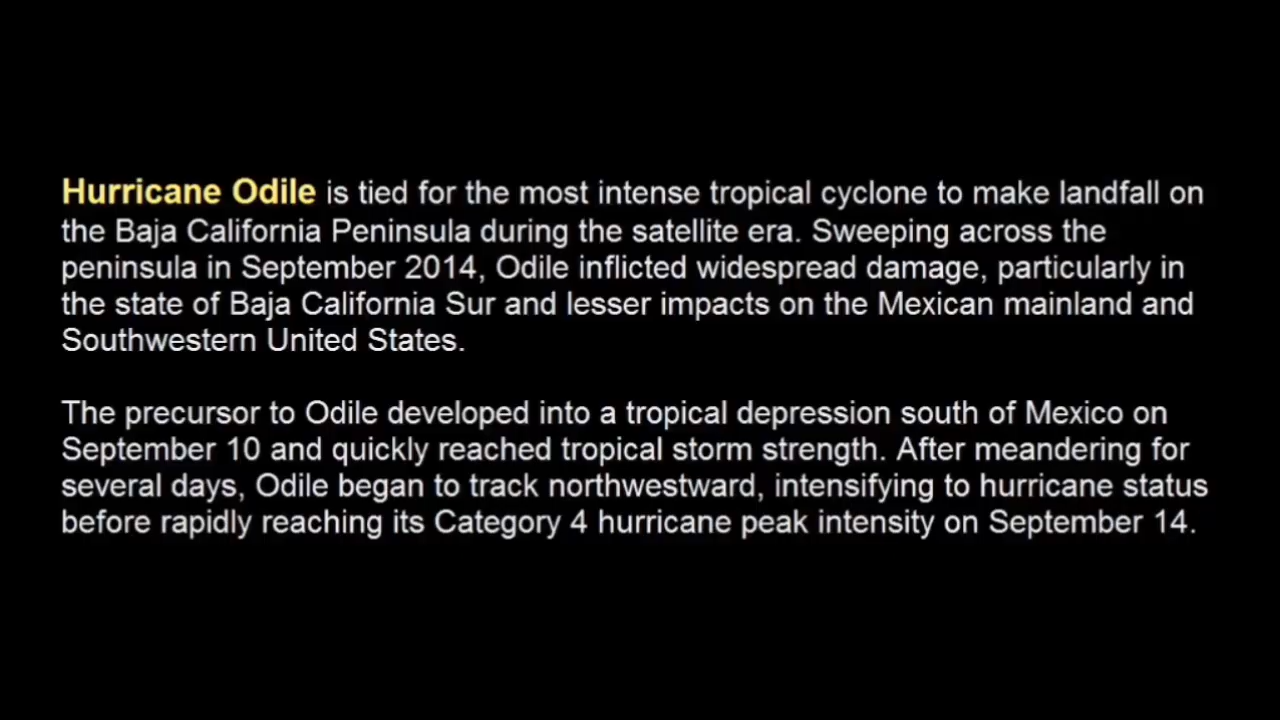 Hurricane Odile is tied for the most intense tropical cyclone to make landfall on
the Baja California Peninsula during the satellite era. Sweeping across the
peninsula in September 2014, Odile inflicted widespread damage, particularly in
the state of Baja California Sur and lesser impacts on the Mexican mainland and
Southwestern United States.
The precursor to Odile developed into a tropical depression south of Mexico on
September 10 and quickly reached tropical storm strength. After meandering for
several days, Odile began to track northwestward, intensifying to hurricane status
before rapidly reaching its Category 4 hurricane peak intensity on September 14.